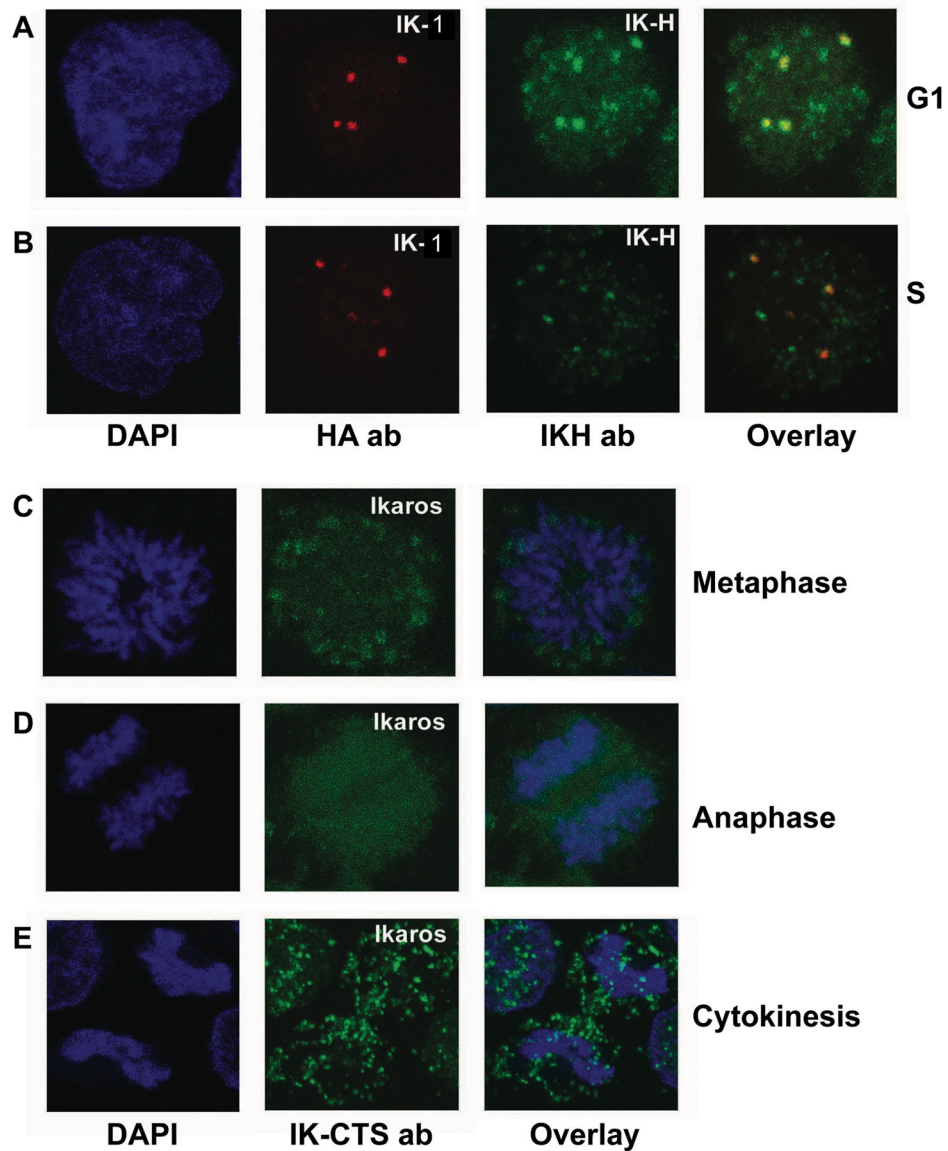 A IK-1 IK-H G1
B IK-1 IK-H S
DAPI HA ab IKH ab Overlay
C Ikaros Metaphase
D Ikaros Anaphase
E Ikaros Cytokinesis
DAPI IK-CTS ab Overlay